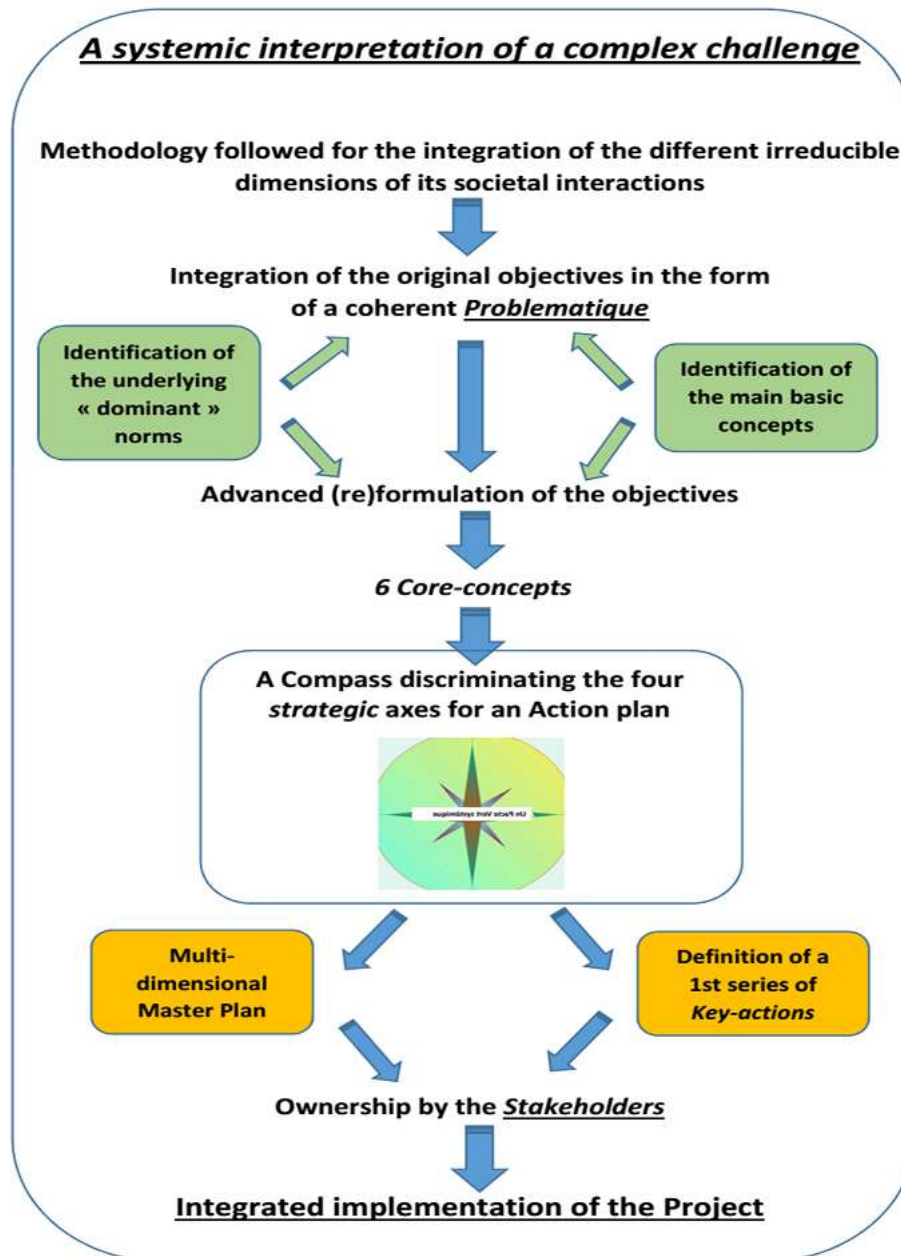 A systemic interpretation of a complex challenge
Methodology followed for the integration of the different irreducible
dimensions of its societal interactions
Integration of the original objectives in the form
of a coherent Problematique
Identification of
the underlying
« dominant »
norms
Identification of
the main basic
concepts
Advanced (re)formulation of the objectives
6 Core-concepts
A Compass discriminating the four
strategic axes for an Action plan
Un Pacte Vert systémique
Multi-
dimensional
Master Plan
Definition of a
1st series of
Key-actions
Ownership by the Stakeholders
Integrated implementation of the Project